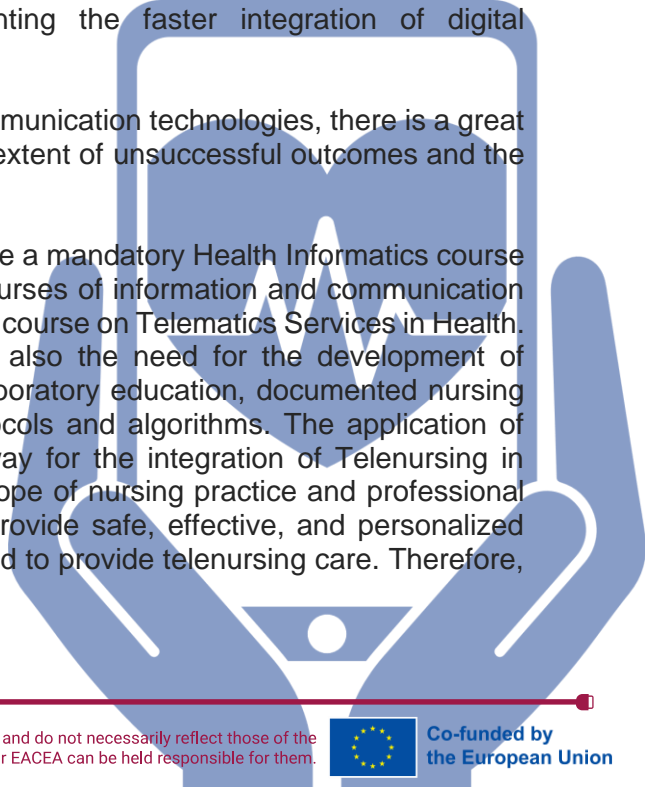 nting the faster integration of digital
munication technologies, there is a great
extent of unsuccessful outcomes and the
e a mandatory Health Informatics course
urses of information and communication
course on Telematics Services in Health.
also the need for the development of
boratory education, documented nursing
ocols and algorithms. The application of
vay for the integration of Telenursing in
ope of nursing practice and professional
provide safe, effective, and personalized
d to provide telenursing care. Therefore,
and do not necessarily reflect those of the
r EACEA can be held responsible for them.
Co-funded by
the European Union